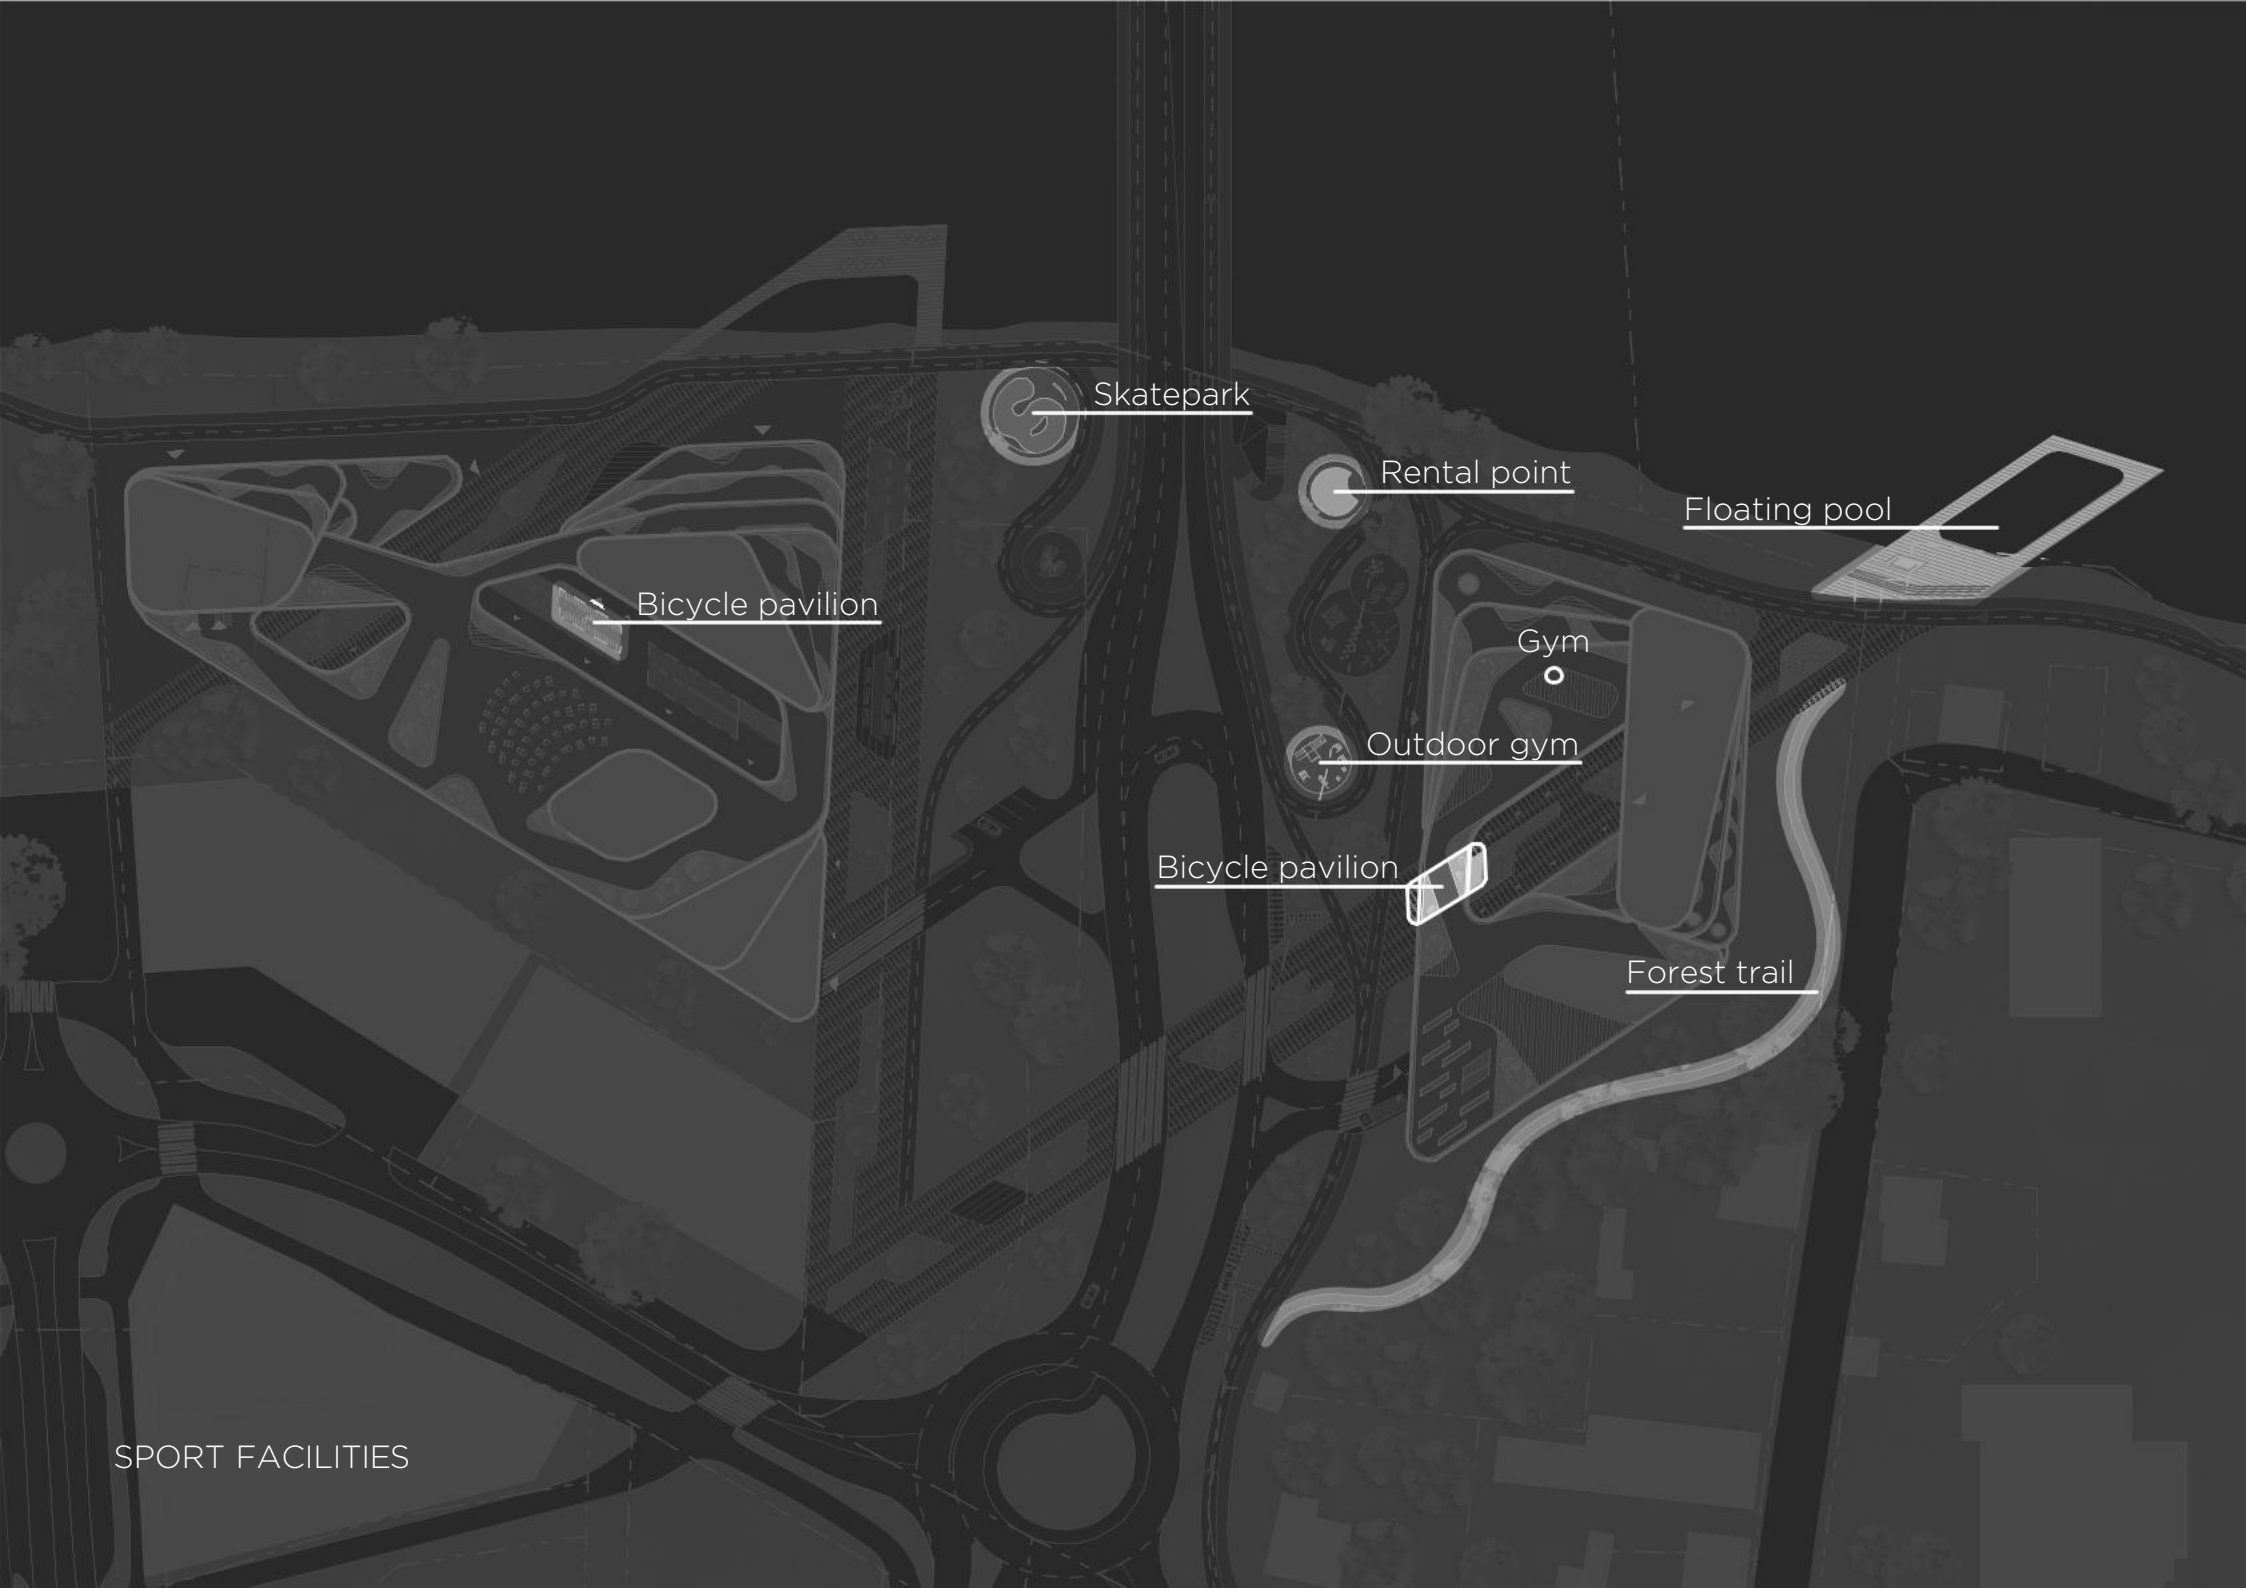 Skatepark
Rental point
Floating pool
Bicycle pavilion
Gym
Outdoor gym
Bicycle pavilion
Forest trail
SPORT FACILITIES